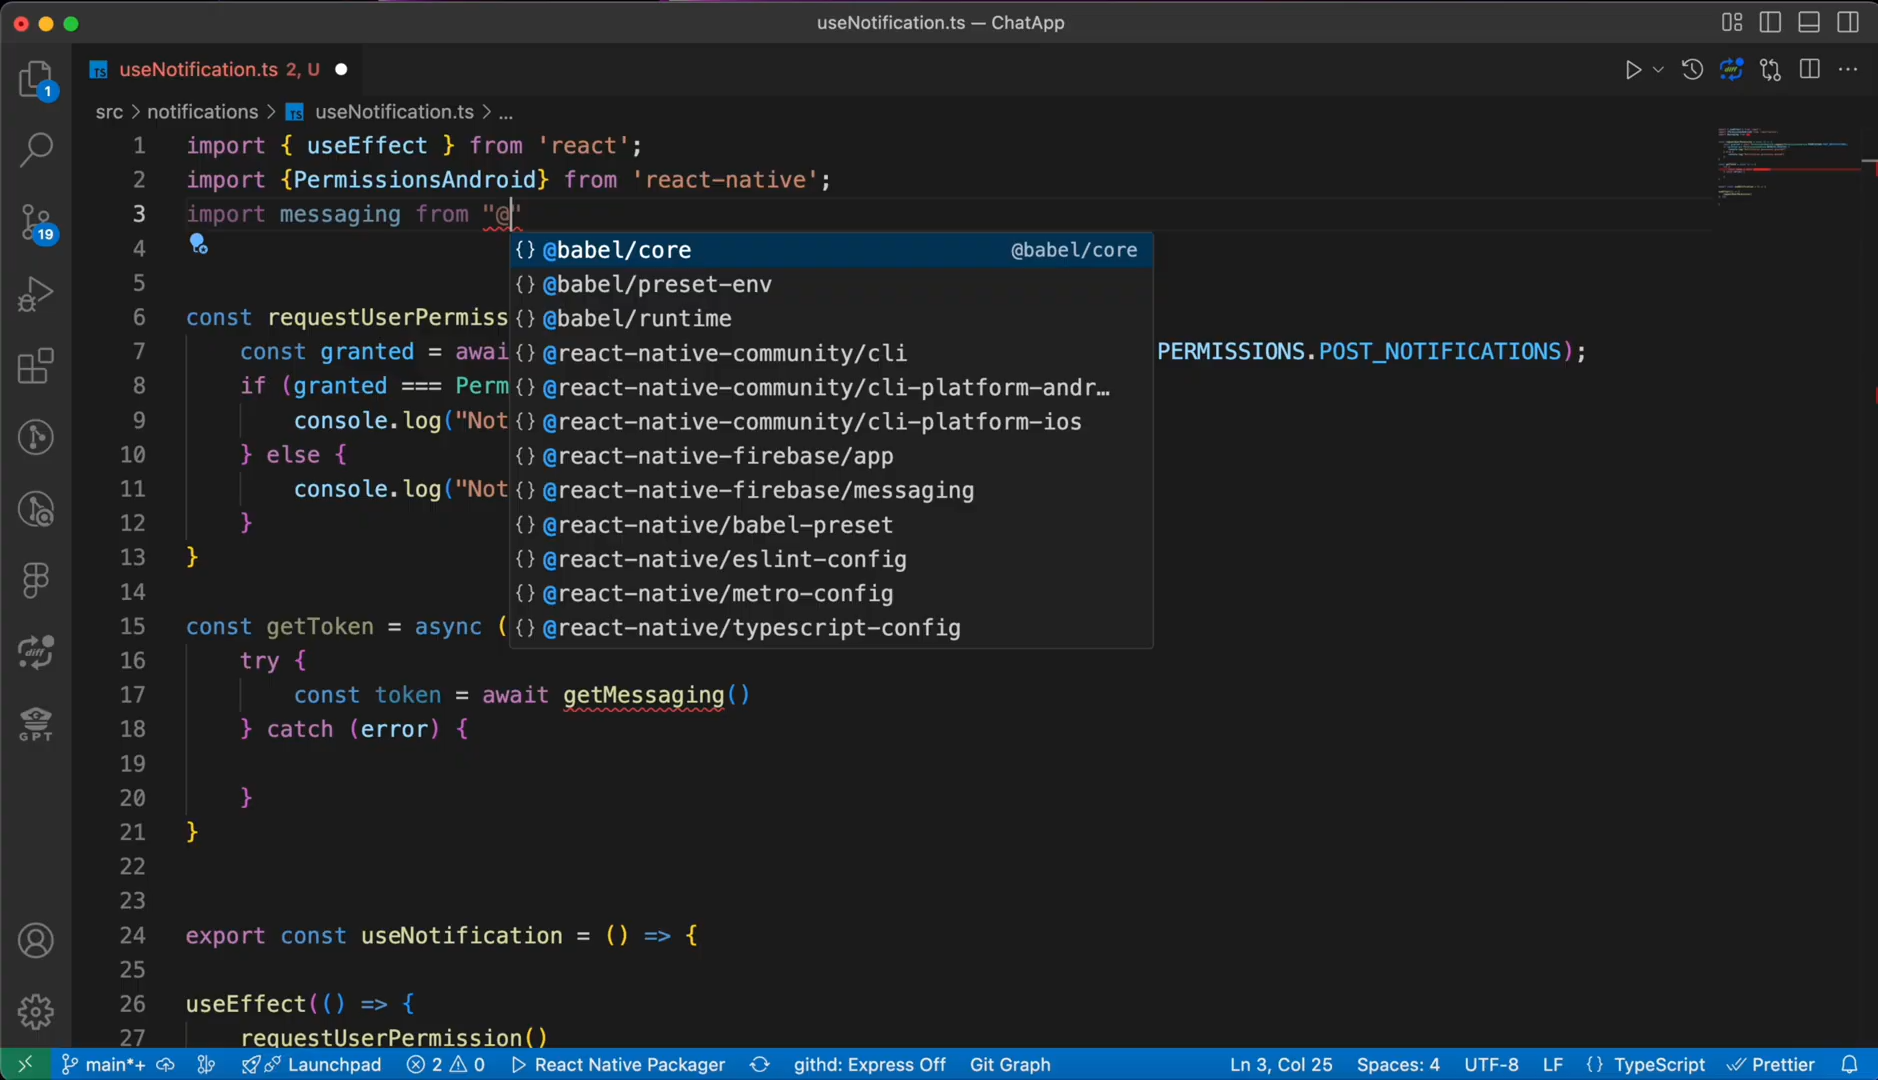 useNotification.ts — ChatApp
useNotification.ts 2, U
src > notifications > useNotification.ts > ...
1 import { useEffect } from 'react';
2 import {PermissionsAndroid} from 'react-native';
3 import messaging from "@"
4
5
6 const requestUserPermiss
7 const granted = awai PERMISSIONS.POST_NOTIFICATIONS);
8 if (granted === Perm
9 console.log("Not
10 } else {
11 console.log("Not
12 }
13 }
14
15 const getToken = async (
16 try {
17 const token = await getMessaging()
18 } catch (error) {
19
20 }
21 }
22
23
24 export const useNotification = () => {
25
26 useEffect(() => {
27 requestUserPermission()
{} @babel/core @babel/core
{} @babel/preset-env
{} @babel/runtime
{} @react-native-community/cli
{} @react-native-community/cli-platform-andr…
{} @react-native-community/cli-platform-ios
{} @react-native-firebase/app
{} @react-native-firebase/messaging
{} @react-native/babel-preset
{} @react-native/eslint-config
{} @react-native/metro-config
{} @react-native/typescript-config
1
19
diff
diff
GPT
main*+ Launchpad 2 0 React Native Packager githd: Express Off Git Graph Ln 3, Col 25 Spaces: 4 UTF-8 LF {} TypeScript Prettier